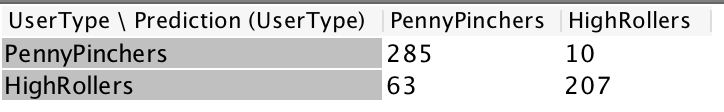 UserType \ Prediction (UserType) PennyPinchers HighRollers
PennyPinchers 285 10
HighRollers 63 207